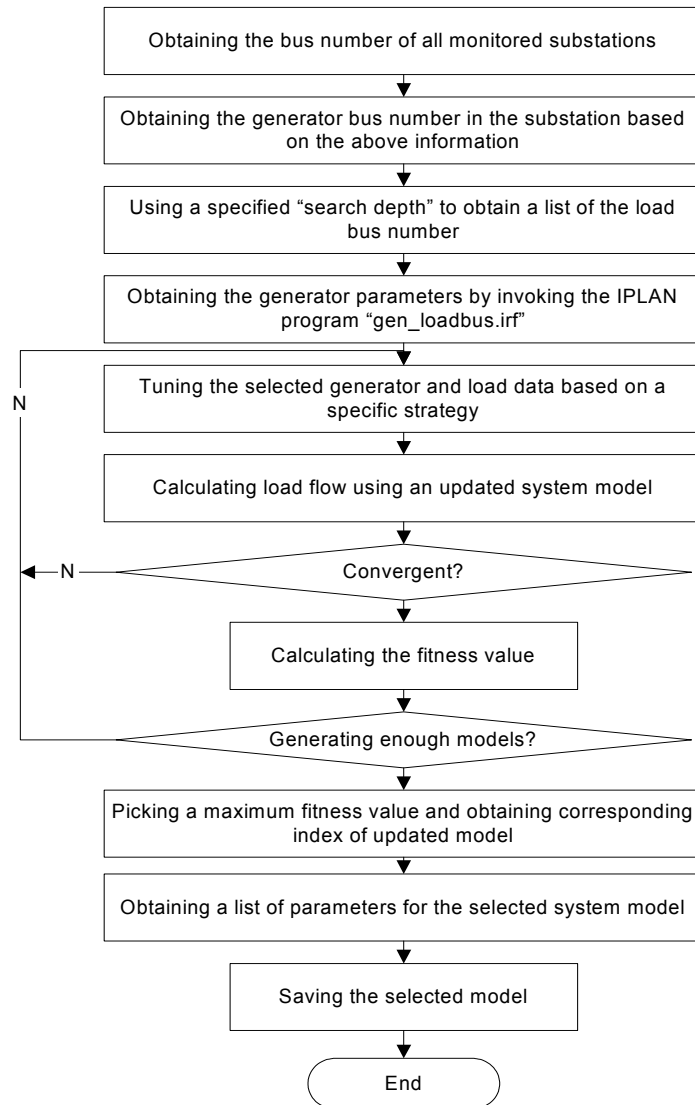 Obtaining the bus number of all monitored substations
Obtaining the generator bus number in the substation based
on the above information
Using a specified “search depth” to obtain a list of the load
bus number
Obtaining the generator parameters by invoking the IPLAN
program “gen_loadbus.irf”
N
Tuning the selected generator and load data based on a
specific strategy
Calculating load flow using an updated system model
N
Convergent?
Calculating the fitness value
Generating enough models?
Picking a maximum fitness value and obtaining corresponding
index of updated model
Obtaining a list of parameters for the selected system model
Saving the selected model
End